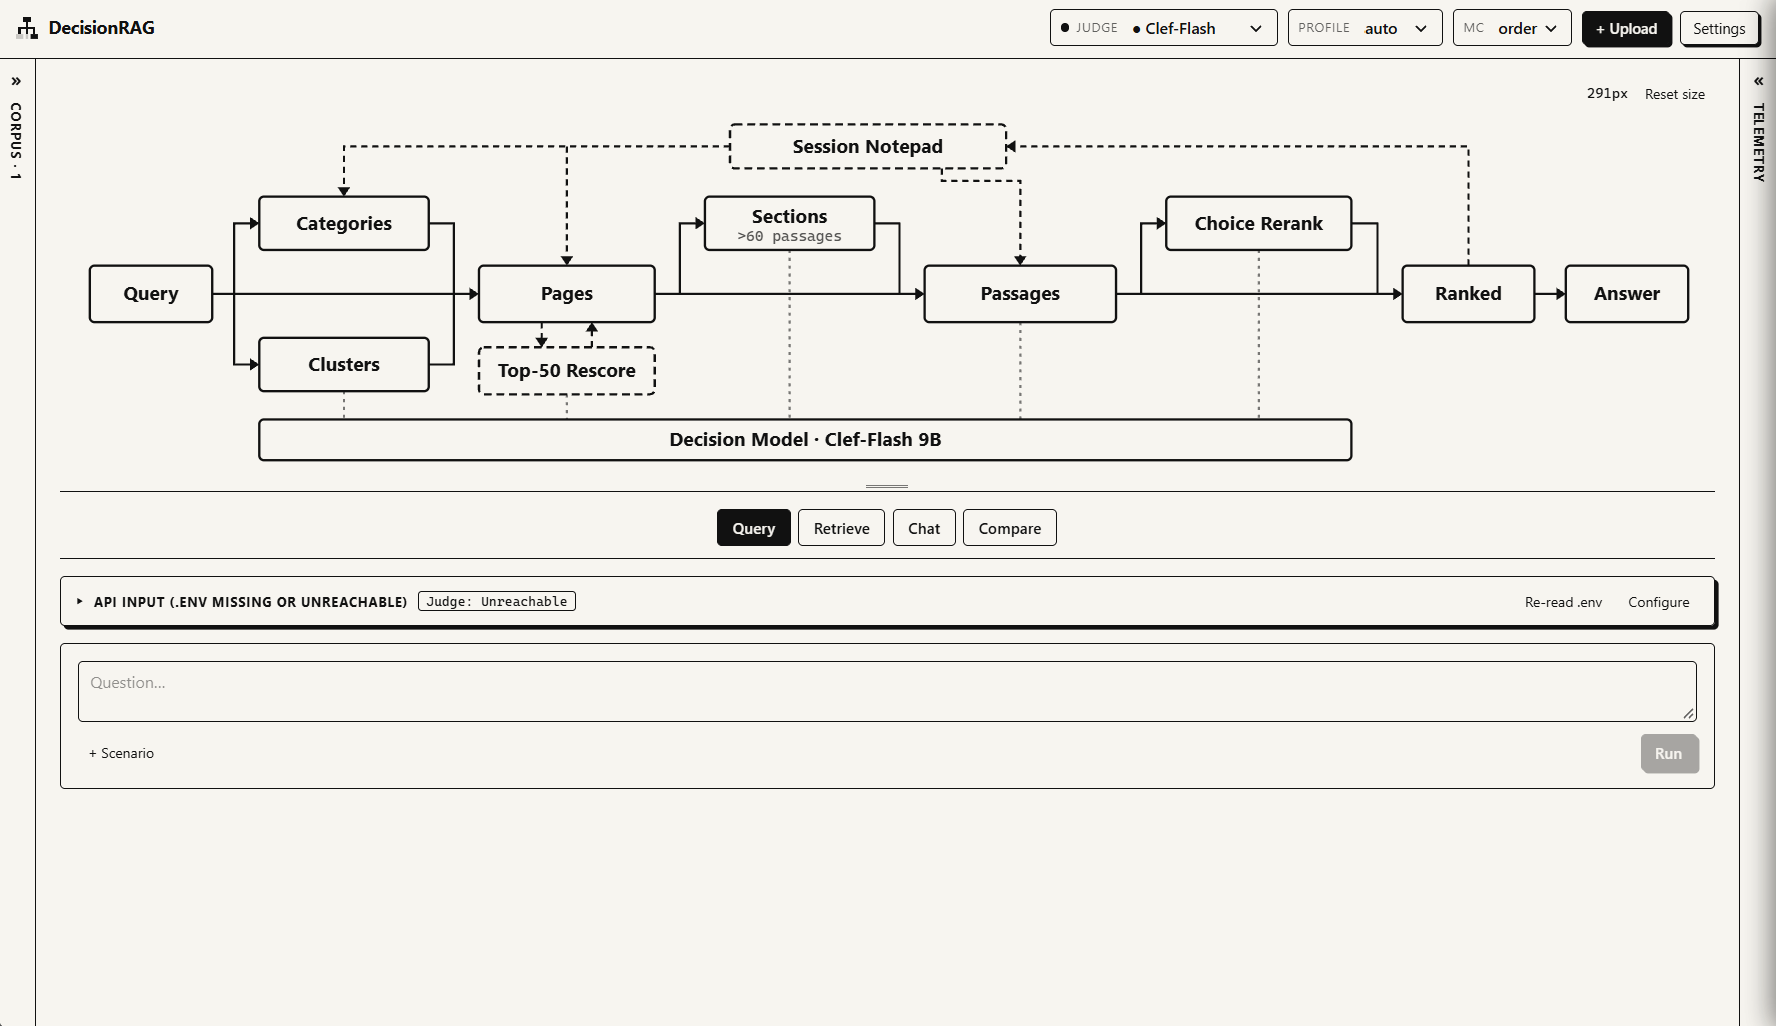 DecisionRAG
JUDGE ● Clef-Flash
PROFILE auto
MC order
+ Upload
Settings
»
CORPUS · 1
«
TELEMETRY
291px Reset size
Session Notepad
Categories
Sections
>60 passages
Choice Rerank
Query
Pages
Passages
Ranked
Answer
Clusters
Top-50 Rescore
Decision Model · Clef-Flash 9B
Query Retrieve Chat Compare
API INPUT (.ENV MISSING OR UNREACHABLE) Judge: Unreachable
Re-read .env Configure
Question...
+ Scenario
Run